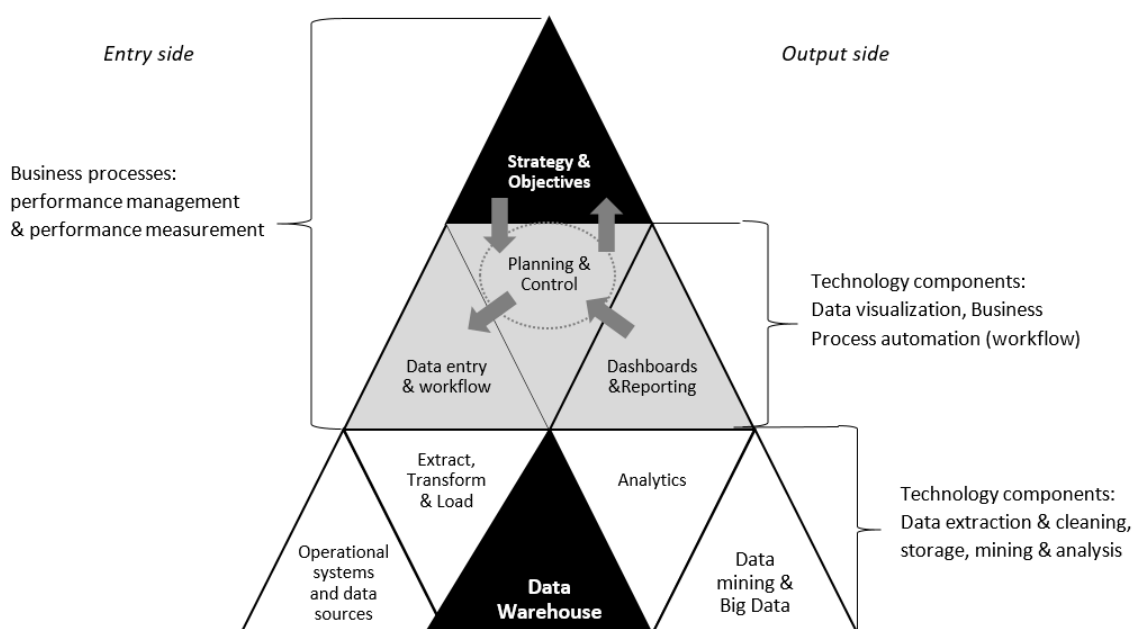 Entry side
Output side
Strategy &
Objectives
Business processes:
performance management
& performance measurement
Planning &
Control
Technology components:
Data visualization, Business
Process automation (workflow)
Data entry
& workflow
Dashboards
&Reporting
Extract,
Transform
& Load
Analytics
Technology components:
Data extraction & cleaning,
storage, mining & analysis
Operational
systems
and data
sources
Data
Warehouse
Data
mining &
Big Data